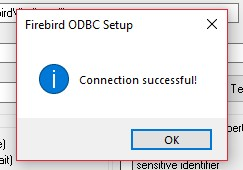 Firebird ODBC Setup
Connection successful!
OK
sensitive identifier